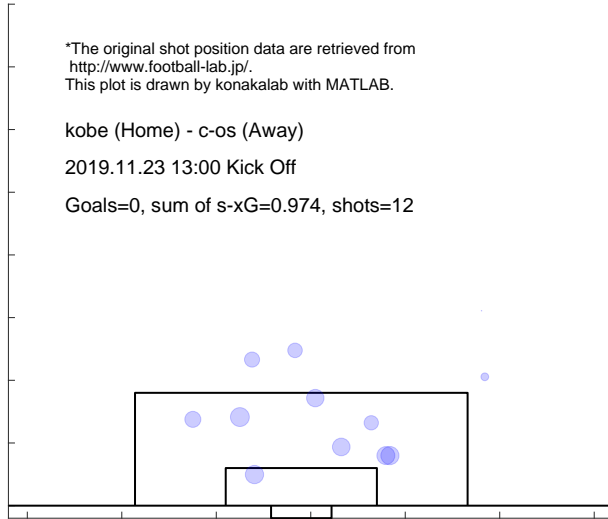 *The original shot position data are retrieved from
http://www.football-lab.jp/.
This plot is drawn by konakalab with MATLAB.
kobe (Home) - c-os (Away)
2019.11.23 13:00 Kick Off
Goals=0, sum of s-xG=0.974, shots=12